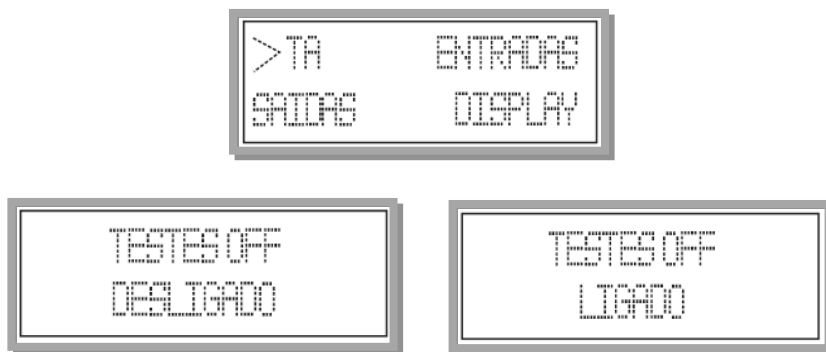 >TA ENTRADAS
SAIDAS DISPLAY
TESTES OFF
DESLIGADO
TESTES OFF
LIGADO